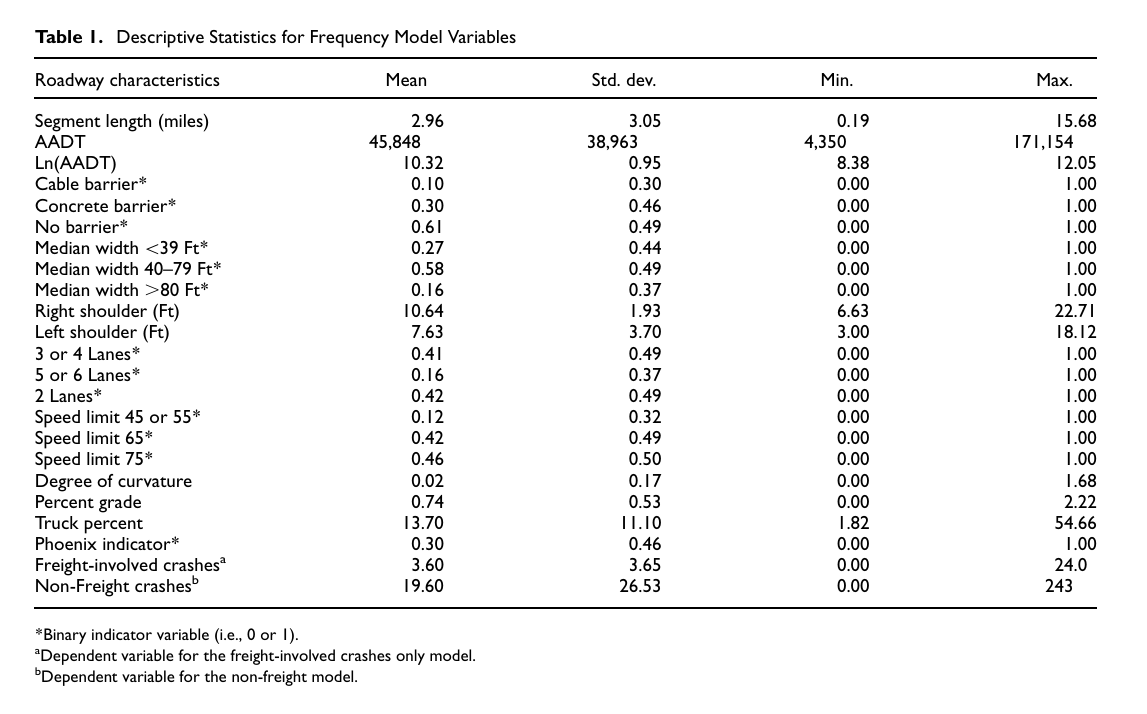 Table 1. Descriptive Statistics for Frequency Model Variables
Roadway characteristics Mean Std. dev. Min. Max.
Segment length (miles) 2.96 3.05 0.19 15.68
AADT 45,848 38,963 4,350 171,154
Ln(AADT) 10.32 0.95 8.38 12.05
Cable barrier* 0.10 0.30 0.00 1.00
Concrete barrier* 0.30 0.46 0.00 1.00
No barrier* 0.61 0.49 0.00 1.00
Median width <39 Ft* 0.27 0.44 0.00 1.00
Median width 40–79 Ft* 0.58 0.49 0.00 1.00
Median width >80 Ft* 0.16 0.37 0.00 1.00
Right shoulder (Ft) 10.64 1.93 6.63 22.71
Left shoulder (Ft) 7.63 3.70 3.00 18.12
3 or 4 Lanes* 0.41 0.49 0.00 1.00
5 or 6 Lanes* 0.16 0.37 0.00 1.00
2 Lanes* 0.42 0.49 0.00 1.00
Speed limit 45 or 55* 0.12 0.32 0.00 1.00
Speed limit 65* 0.42 0.49 0.00 1.00
Speed limit 75* 0.46 0.50 0.00 1.00
Degree of curvature 0.02 0.17 0.00 1.68
Percent grade 0.74 0.53 0.00 2.22
Truck percent 13.70 11.10 1.82 54.66
Phoenix indicator* 0.30 0.46 0.00 1.00
Freight-involved crashesᵃ 3.60 3.65 0.00 24.0
Non-Freight crashesᵇ 19.60 26.53 0.00 243
*Binary indicator variable (i.e., 0 or 1).
ᵃDependent variable for the freight-involved crashes only model.
ᵇDependent variable for the non-freight model.